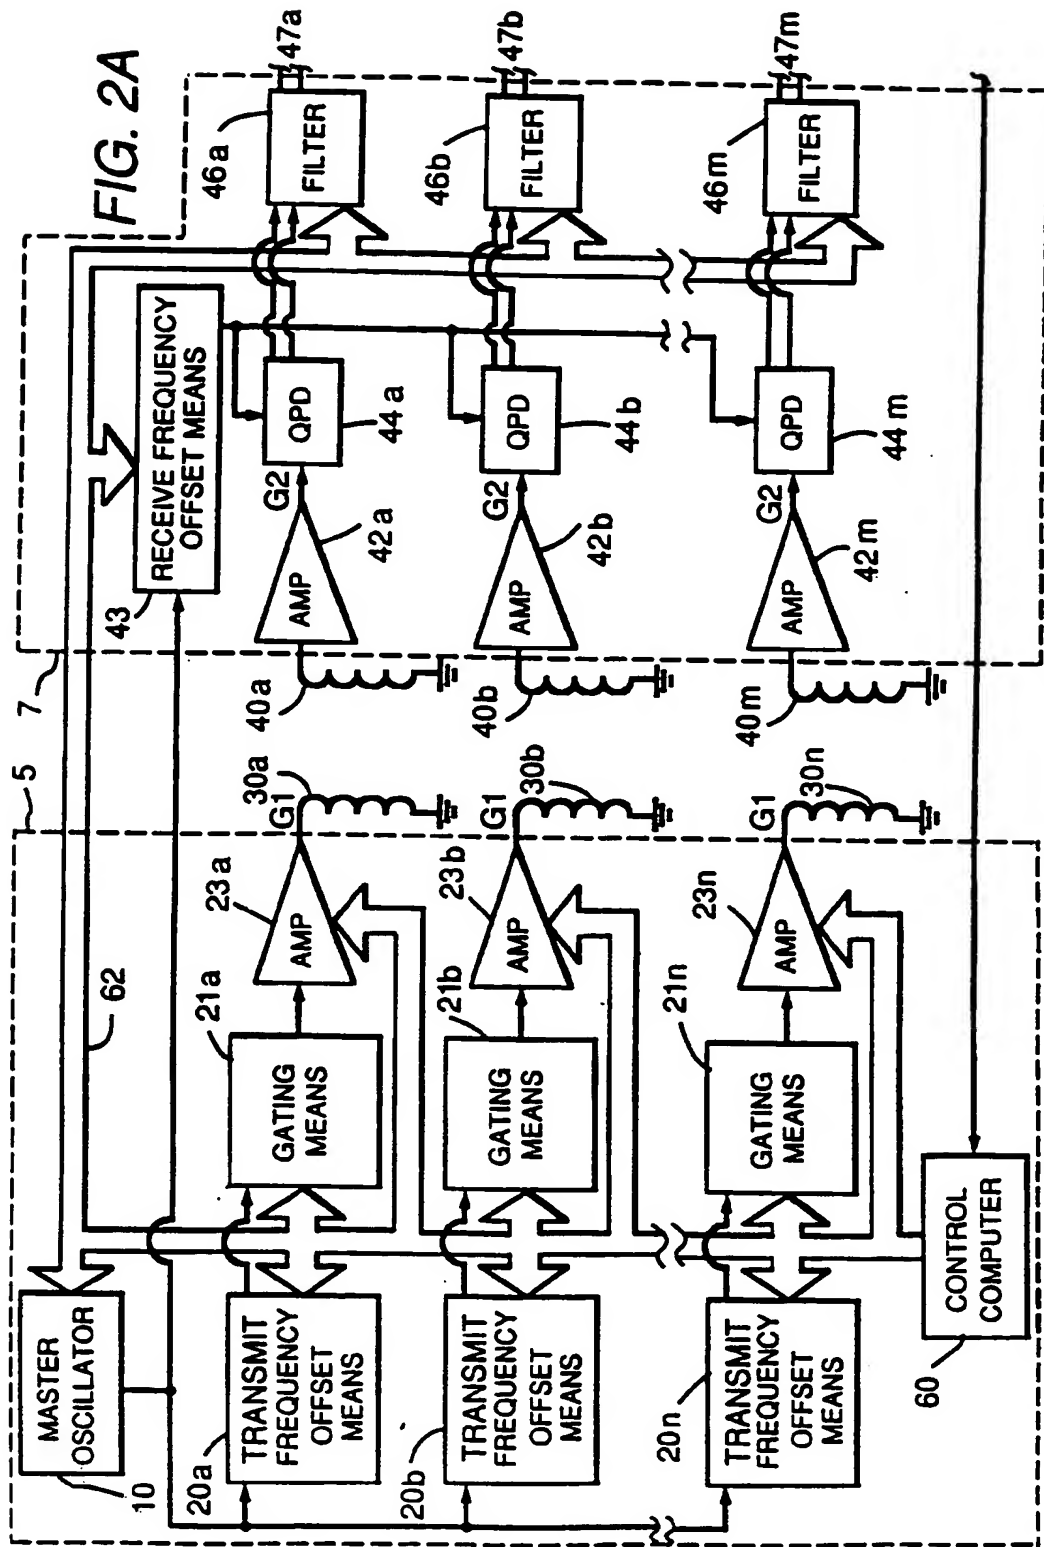 FIG. 2A
5
7
62
MASTER
OSCILLATOR
10
43
RECEIVE FREQUENCY
OFFSET MEANS
20a
TRANSMIT
FREQUENCY
OFFSET
MEANS
21a
GATING
MEANS
23a
AMP
G1
30a
40a
AMP
42a
G2
QPD
44a
46a
FILTER
47a
20b
TRANSMIT
FREQUENCY
OFFSET
MEANS
21b
GATING
MEANS
23b
AMP
G1
30b
40b
AMP
42b
G2
QPD
44b
46b
FILTER
47b
20n
TRANSMIT
FREQUENCY
OFFSET
MEANS
21n
GATING
MEANS
23n
AMP
G1
30n
40m
AMP
42m
G2
QPD
44m
46m
FILTER
47m
CONTROL
COMPUTER
60